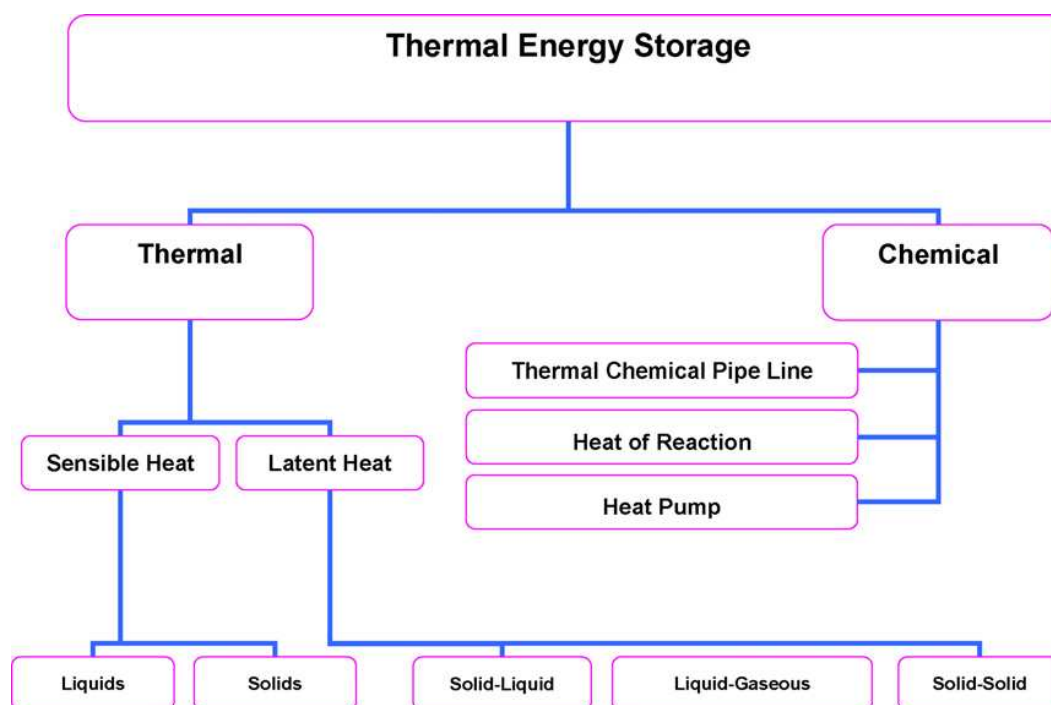 Thermal Energy Storage
Thermal
Chemical
Thermal Chemical Pipe Line
Heat of Reaction
Heat Pump
Sensible Heat
Latent Heat
Liquids
Solids
Solid-Liquid
Liquid-Gaseous
Solid-Solid